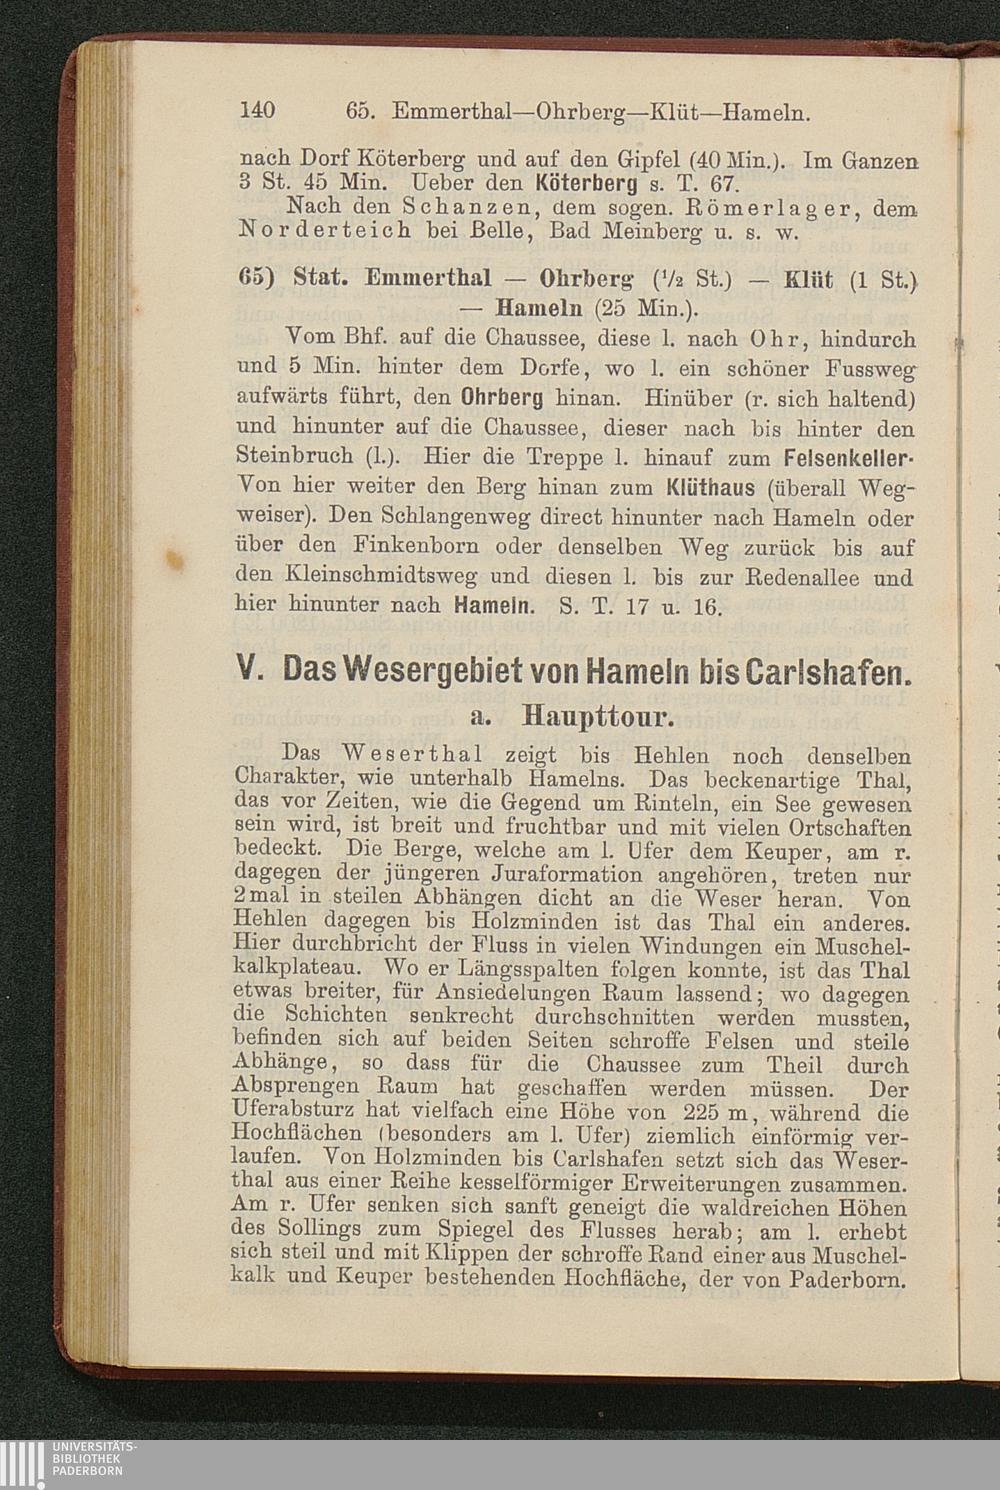 140 65. Emmerthal—Ohrberg—Klüt—Hameln.
nach Dorf Köterberg und auf den Gipfel (40 Min.). Im Ganzen
3 St. 45 Min. Ueber den Köterberg s. T. 67.
Nach den Schanzen, dem sogen. Römerlager, dem
Norderteich bei Belle, Bad Meinberg u. s. w.
65) Stat. Emmerthal — Ohrberg (½ St.) — Klüt (1 St.)
— Hameln (25 Min.).
Vom Bhf. auf die Chaussee, diese l. nach Ohr, hindurch
und 5 Min. hinter dem Dorfe, wo l. ein schöner Fussweg
aufwärts führt, den Ohrberg hinan. Hinüber (r. sich haltend)
und hinunter auf die Chaussee, dieser nach bis hinter den
Steinbruch (l.). Hier die Treppe l. hinauf zum Felsenkeller.
Von hier weiter den Berg hinan zum Klüthaus (überall Weg-
weiser). Den Schlangenweg direct hinunter nach Hameln oder
über den Finkenborn oder denselben Weg zurück bis auf
den Kleinschmidtsweg und diesen l. bis zur Redenallee und
hier hinunter nach Hameln. S. T. 17 u. 16.
V. Das Wesergebiet von Hameln bis Carlshafen.
a. Haupttour.
Das Weserthal zeigt bis Hehlen noch denselben
Charakter, wie unterhalb Hamelns. Das beckenartige Thal,
das vor Zeiten, wie die Gegend um Rinteln, ein See gewesen
sein wird, ist breit und fruchtbar und mit vielen Ortschaften
bedeckt. Die Berge, welche am l. Ufer dem Keuper, am r.
dagegen der jüngeren Juraformation angehören, treten nur
2mal in steilen Abhängen dicht an die Weser heran. Von
Hehlen dagegen bis Holzminden ist das Thal ein anderes.
Hier durchbricht der Fluss in vielen Windungen ein Muschel-
kalkplateau. Wo er Längsspalten folgen konnte, ist das Thal
etwas breiter, für Ansiedelungen Raum lassend; wo dagegen
die Schichten senkrecht durchschnitten werden mussten,
befinden sich auf beiden Seiten schroffe Felsen und steile
Abhänge, so dass für die Chaussee zum Theil durch
Absprengen Raum hat geschaffen werden müssen. Der
Uferabsturz hat vielfach eine Höhe von 225 m, während die
Hochflächen (besonders am l. Ufer) ziemlich einförmig ver-
laufen. Von Holzminden bis Carlshafen setzt sich das Weser-
thal aus einer Reihe kesselförmiger Erweiterungen zusammen.
Am r. Ufer senken sich sanft geneigt die waldreichen Höhen
des Sollings zum Spiegel des Flusses herab; am l. erhebt
sich steil und mit Klippen der schroffe Rand einer aus Muschel-
kalk und Keuper bestehenden Hochfläche, der von Paderborn.
UNIVERSITÄTS-
BIBLIOTHEK
PADERBORN